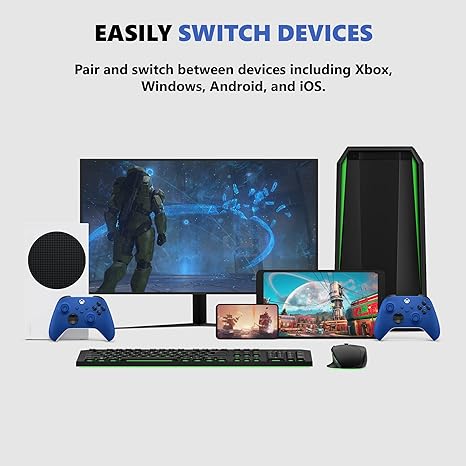 EASILY SWITCH DEVICES
Pair and switch between devices including Xbox,
Windows, Android, and iOS.